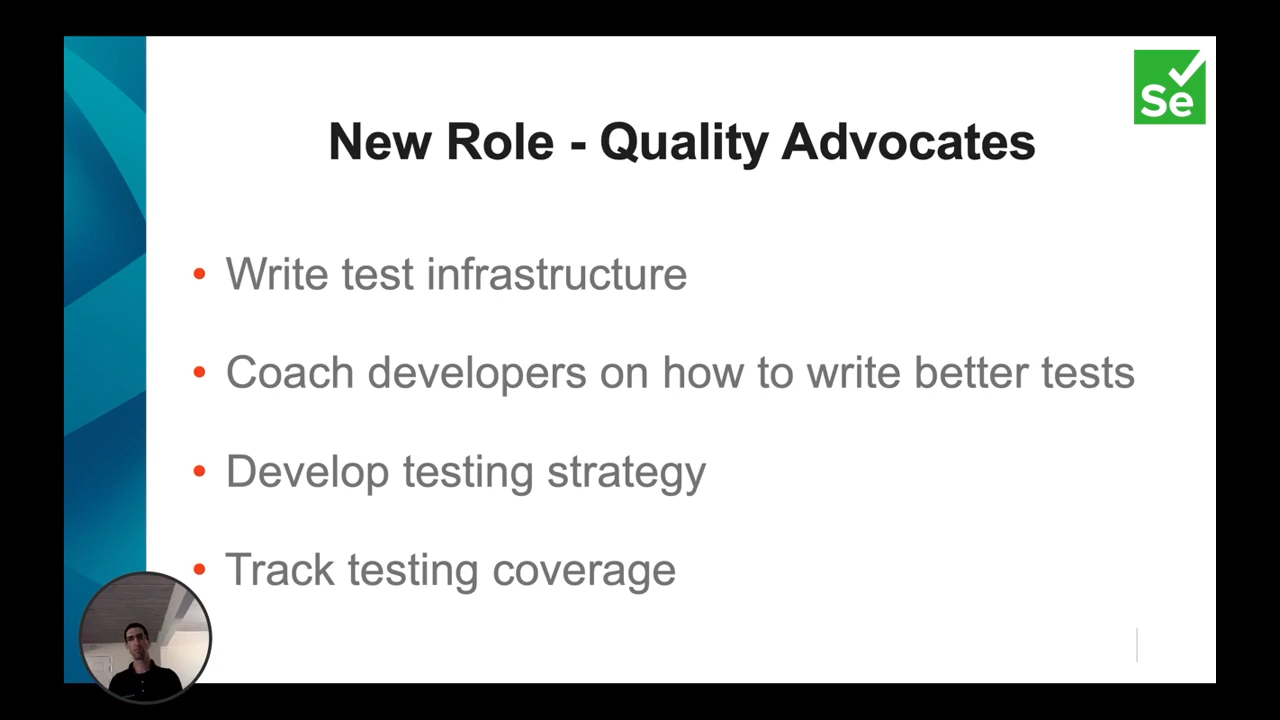 Se
New Role - Quality Advocates
• Write test infrastructure
• Coach developers on how to write better tests
• Develop testing strategy
• Track testing coverage